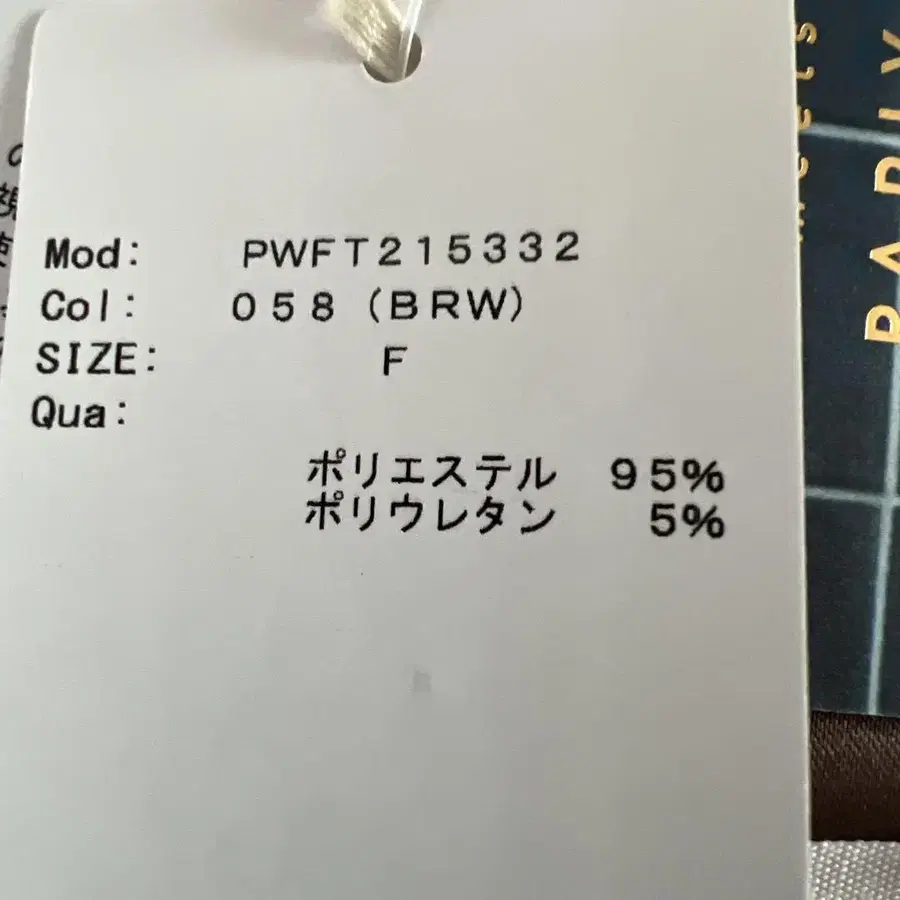 Mod: PWFT215332
Col: 058 (BRW)
SIZE: F
Qua:
ポリエステル 95%
ポリウレタン 5%